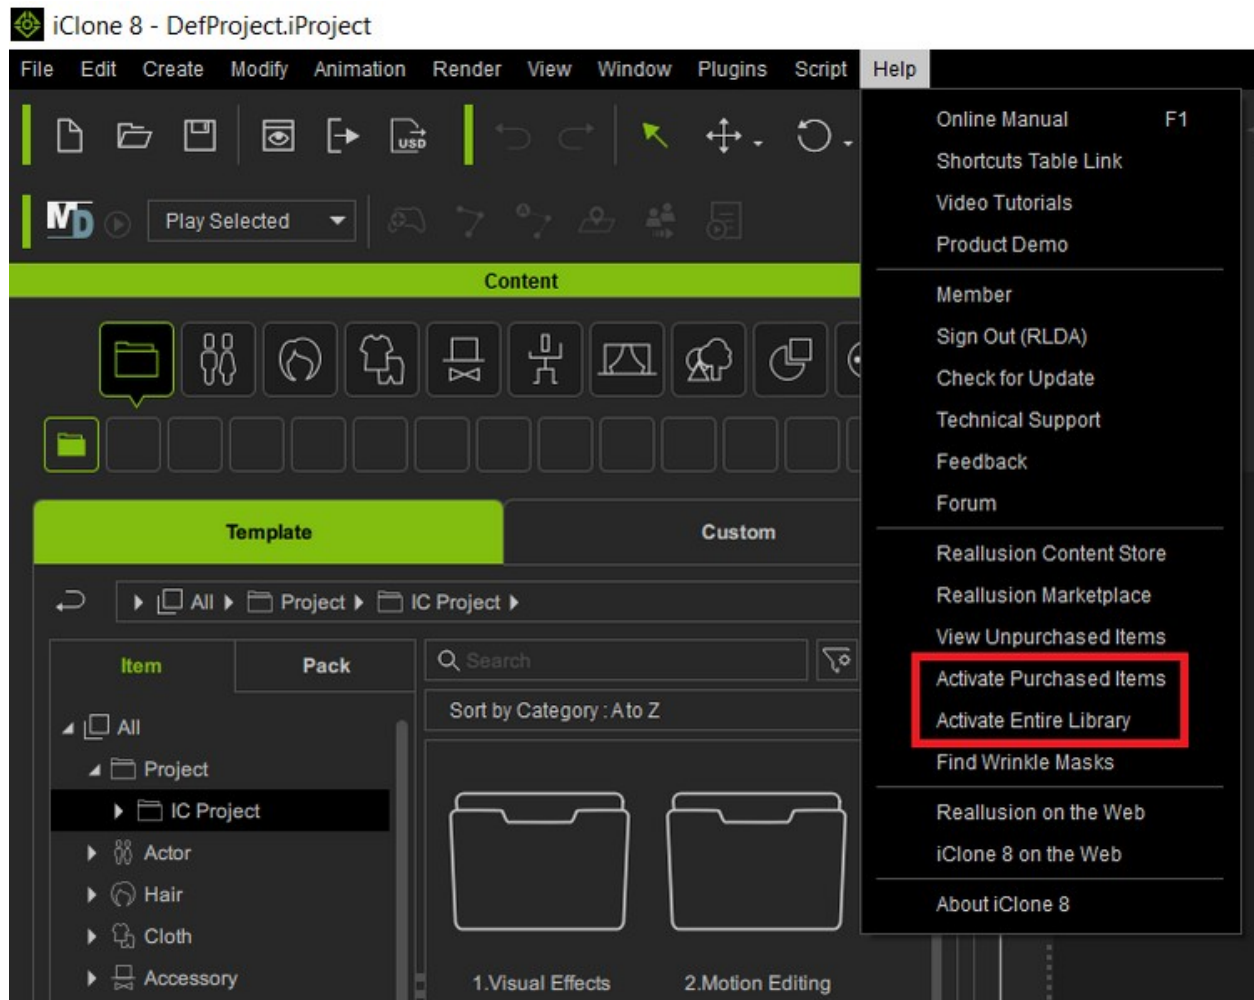 iClone 8 - DefProject.iProject
File Edit Create Modify Animation Render View Window Plugins Script Help
Online Manual F1
Shortcuts Table Link
Video Tutorials
Product Demo
Member
Sign Out (RLDA)
Check for Update
Technical Support
Feedback
Forum
Reallusion Content Store
Reallusion Marketplace
View Unpurchased Items
Activate Purchased Items
Activate Entire Library
Find Wrinkle Masks
Reallusion on the Web
iClone 8 on the Web
About iClone 8
USD
MD Play Selected
Content
Template Custom
All Project IC Project
Item Pack
Search
Sort by Category : A to Z
All
Project
IC Project
Actor
Hair
Cloth
Accessory
1.Visual Effects 2.Motion Editing